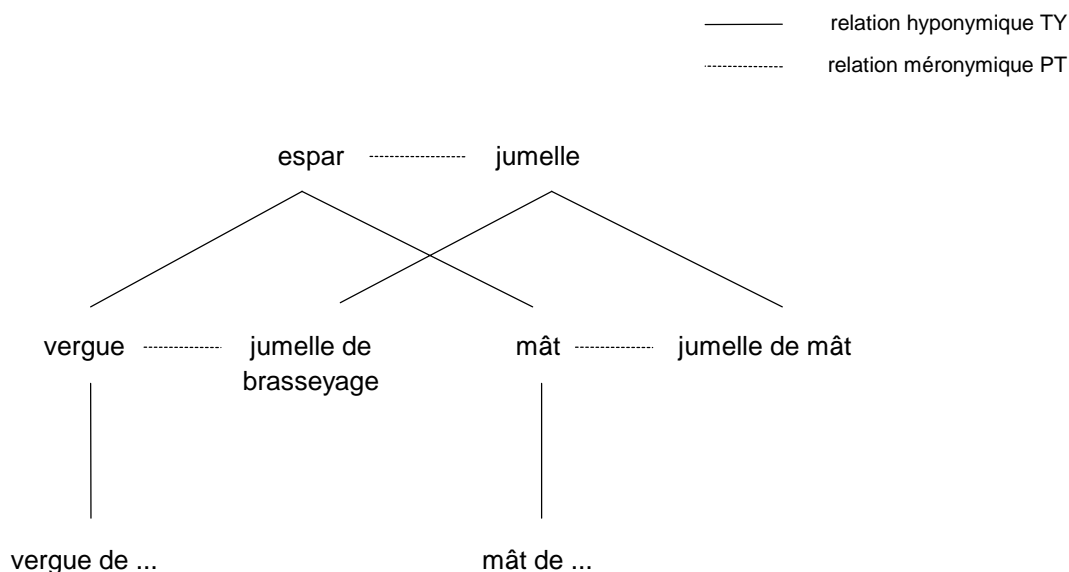 relation hyponymique TY
relation méronymique PT
espar
jumelle
vergue
jumelle de
brasseyage
mât
jumelle de mât
vergue de ...
mât de ...